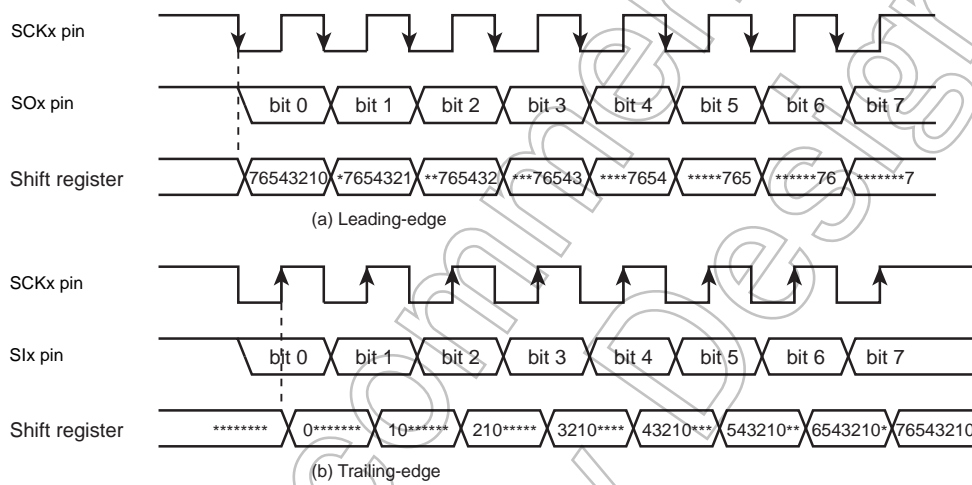 SCKx pin
SOx pin
bit 0 bit 1 bit 2 bit 3 bit 4 bit 5 bit 6 bit 7
Shift register
76543210 *7654321 **765432 ***76543 ****7654 *****765 ******76 *******7
(a) Leading-edge
SCKx pin
SIx pin
bit 0 bit 1 bit 2 bit 3 bit 4 bit 5 bit 6 bit 7
Shift register
******** 0******* 10****** 210***** 3210**** 43210*** 543210** 6543210* 76543210
(b) Trailing-edge